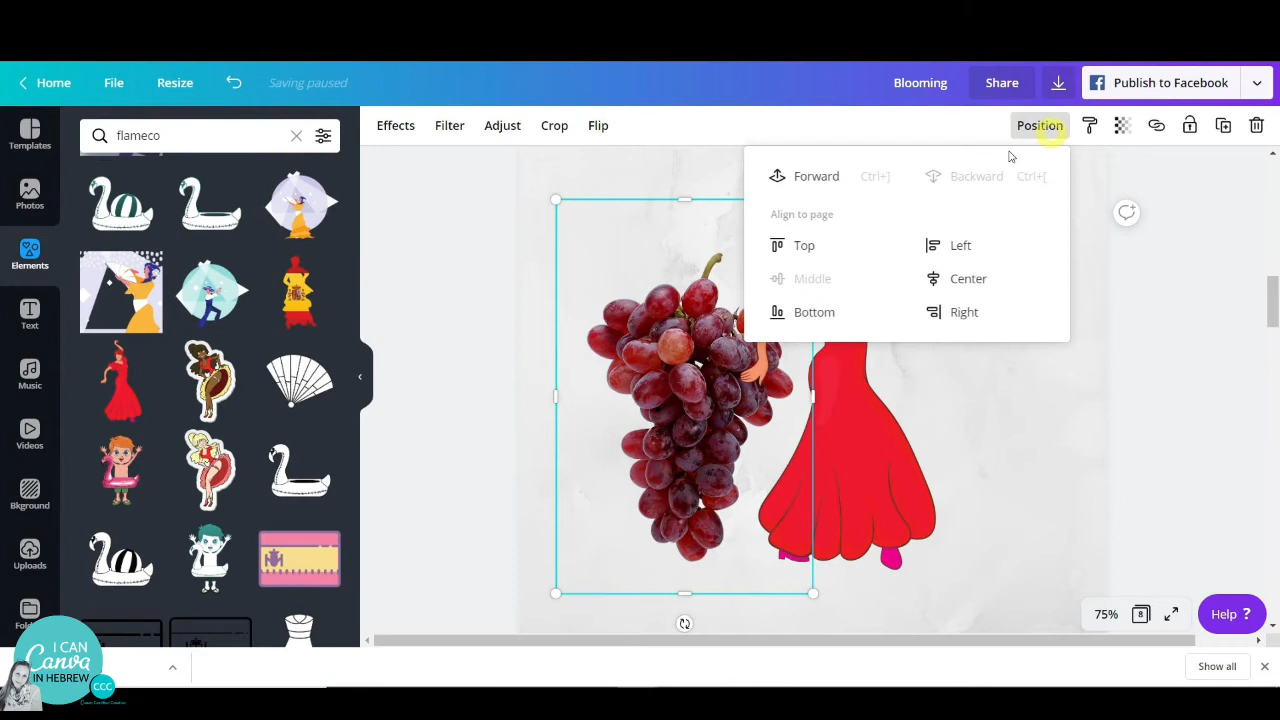 Home File Resize Saving paused Blooming Share Publish to Facebook
Effects Filter Adjust Crop Flip Position
Templates
Photos
Elements
Text
Music
Videos
Bkground
Uploads
flameco
Forward Ctrl+] Backward Ctrl+[
Align to page
Top Left
Middle Center
Bottom Right
75% 8 Help ?
I CAN
Canva
IN HEBREW
CCC
Show all